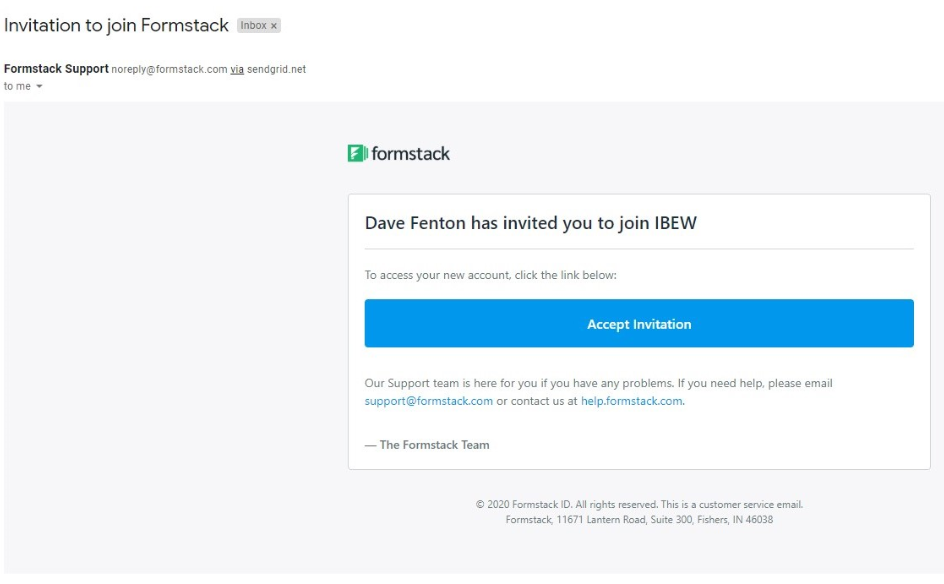 Invitation to join Formstack Inbox x
Formstack Support noreply@formstack.com via sendgrid.net
to me
formstack
Dave Fenton has invited you to join IBEW
To access your new account, click the link below:
Accept Invitation
Our Support team is here for you if you have any problems. If you need help, please email
support@formstack.com or contact us at help.formstack.com.
— The Formstack Team
© 2020 Formstack ID. All rights reserved. This is a customer service email.
Formstack, 11671 Lantern Road, Suite 300, Fishers, IN 46038